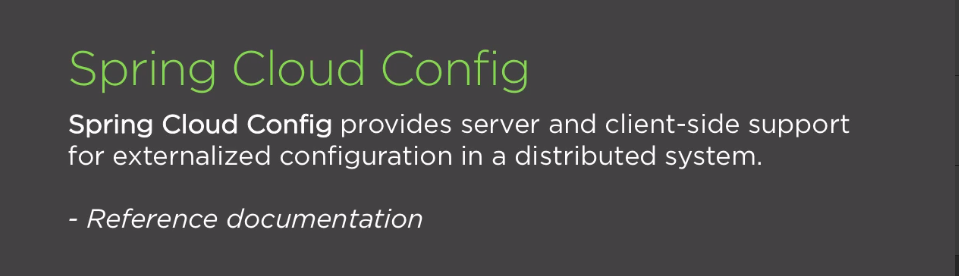 Spring Cloud Config
Spring Cloud Config provides server and client-side support
for externalized configuration in a distributed system.
- Reference documentation